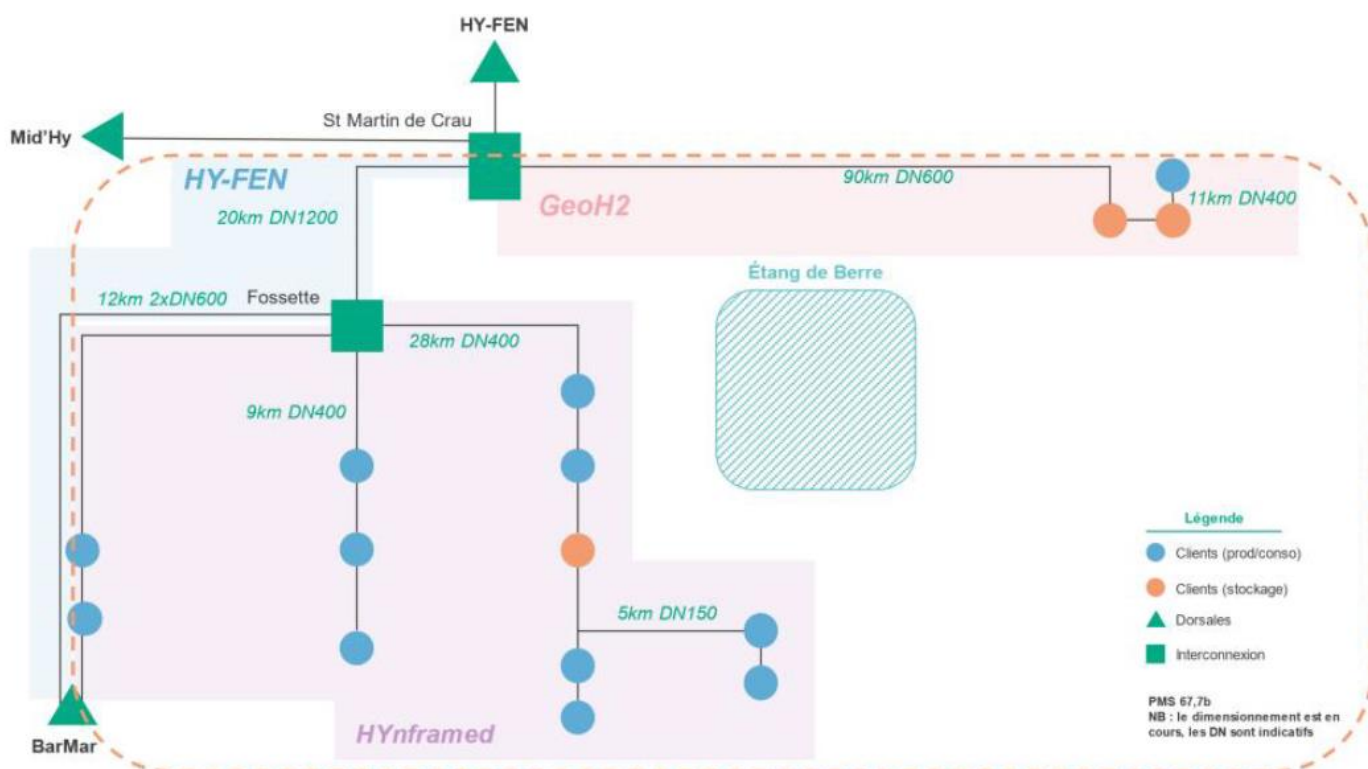 HY-FEN
St Martin de Crau
Mid'Hy
HY-FEN
90km DN600
11km DN400
GeoH2
20km DN1200
Étang de Berre
12km 2xDN600
Fossette
28km DN400
9km DN400
Légende
Clients (prod/conso)
Clients (stockage)
5km DN150
Dorsales
Interconnexion
PMS 67,7b
NB : le dimensionnement est en
cours, les DN sont indicatifs
HYnframed
BarMar